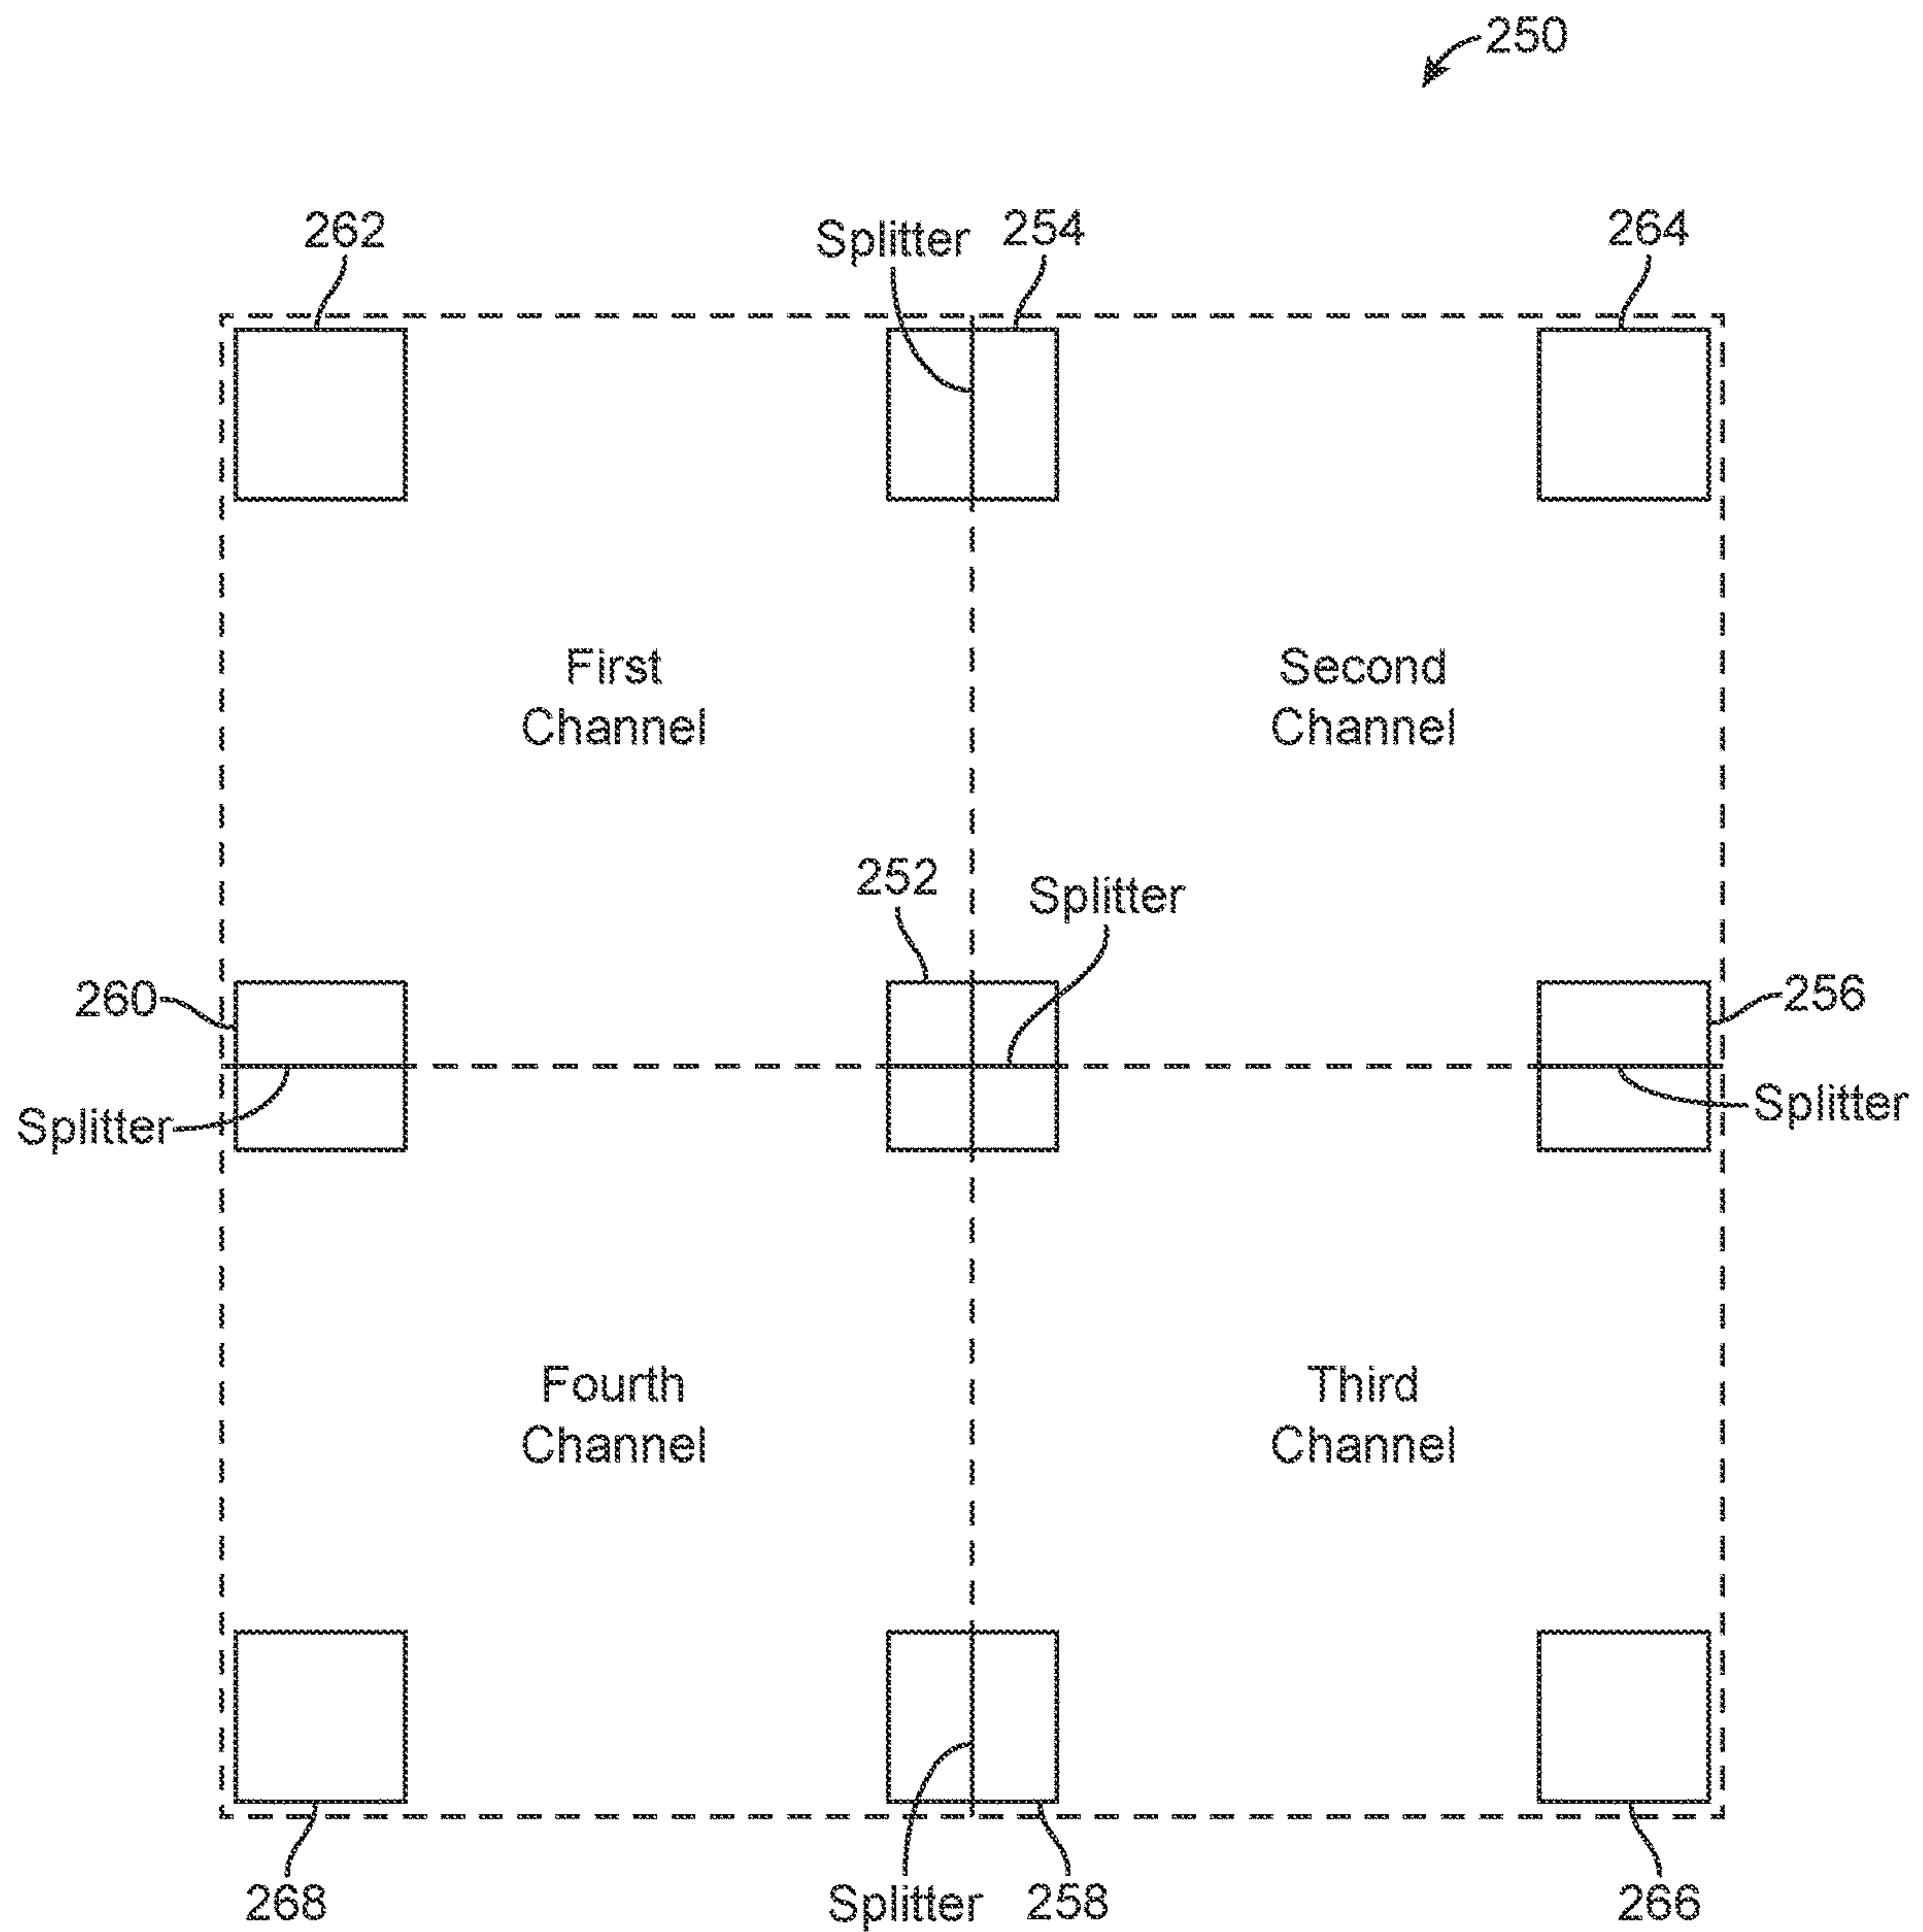 250
262
Splitter
254
264
First
Channel
Second
Channel
252
Splitter
260
256
Splitter
Splitter
Fourth
Channel
Third
Channel
268
Splitter
258
266